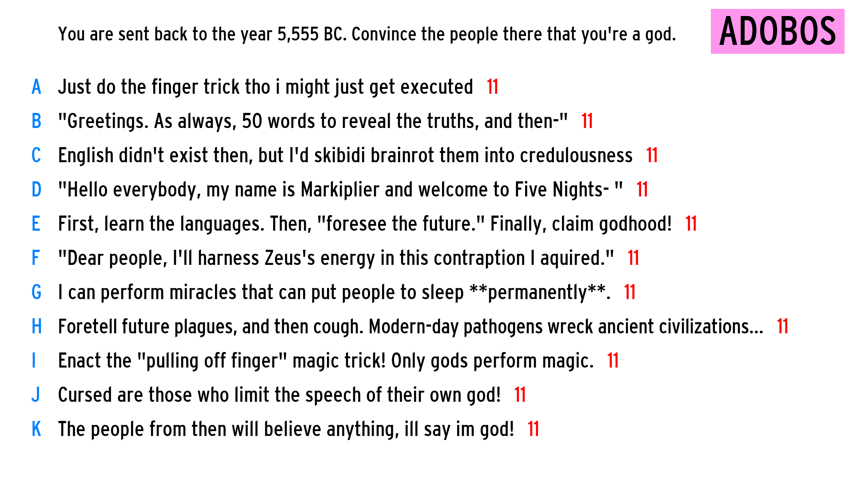 You are sent back to the year 5,555 BC. Convince the people there that you're a god.
ADOBOS
A Just do the finger trick tho i might just get executed 11
B "Greetings. As always, 50 words to reveal the truths, and then-" 11
C English didn't exist then, but I'd skibidi brainrot them into credulousness 11
D "Hello everybody, my name is Markiplier and welcome to Five Nights- " 11
E First, learn the languages. Then, "foresee the future." Finally, claim godhood! 11
F "Dear people, I'll harness Zeus's energy in this contraption I aquired." 11
G I can perform miracles that can put people to sleep **permanently**. 11
H Foretell future plagues, and then cough. Modern-day pathogens wreck ancient civilizations... 11
I Enact the "pulling off finger" magic trick! Only gods perform magic. 11
J Cursed are those who limit the speech of their own god! 11
K The people from then will believe anything, ill say im god! 11